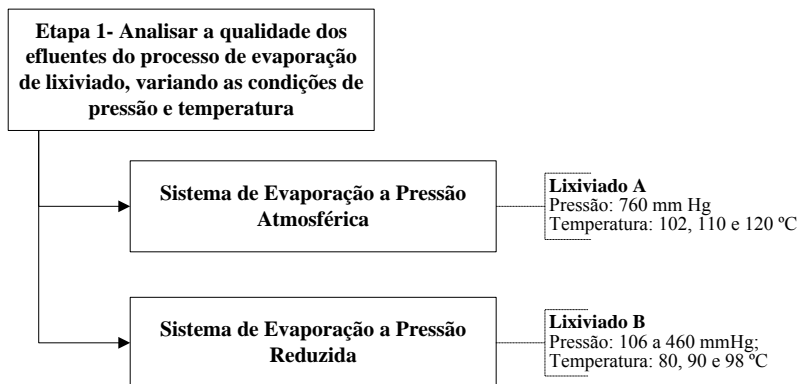 Etapa 1- Analisar a qualidade dos
efluentes do processo de evaporação
de lixiviado, variando as condições de
pressão e temperatura
Sistema de Evaporação a Pressão
Atmosférica
Lixiviado A
Pressão: 760 mm Hg
Temperatura: 102, 110 e 120 ºC
Sistema de Evaporação a Pressão
Reduzida
Lixiviado B
Pressão: 106 a 460 mmHg;
Temperatura: 80, 90 e 98 ºC